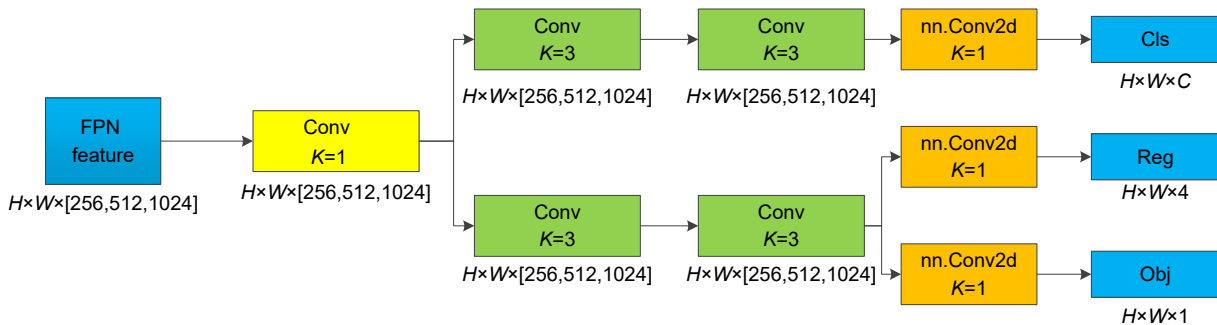 FPN
feature
H×W×[256,512,1024]
Conv
K=1
H×W×[256,512,1024]
Conv
K=3
H×W×[256,512,1024]
Conv
K=3
H×W×[256,512,1024]
nn.Conv2d
K=1
Cls
H×W×C
Conv
K=3
H×W×[256,512,1024]
Conv
K=3
H×W×[256,512,1024]
nn.Conv2d
K=1
Reg
H×W×4
nn.Conv2d
K=1
Obj
H×W×1